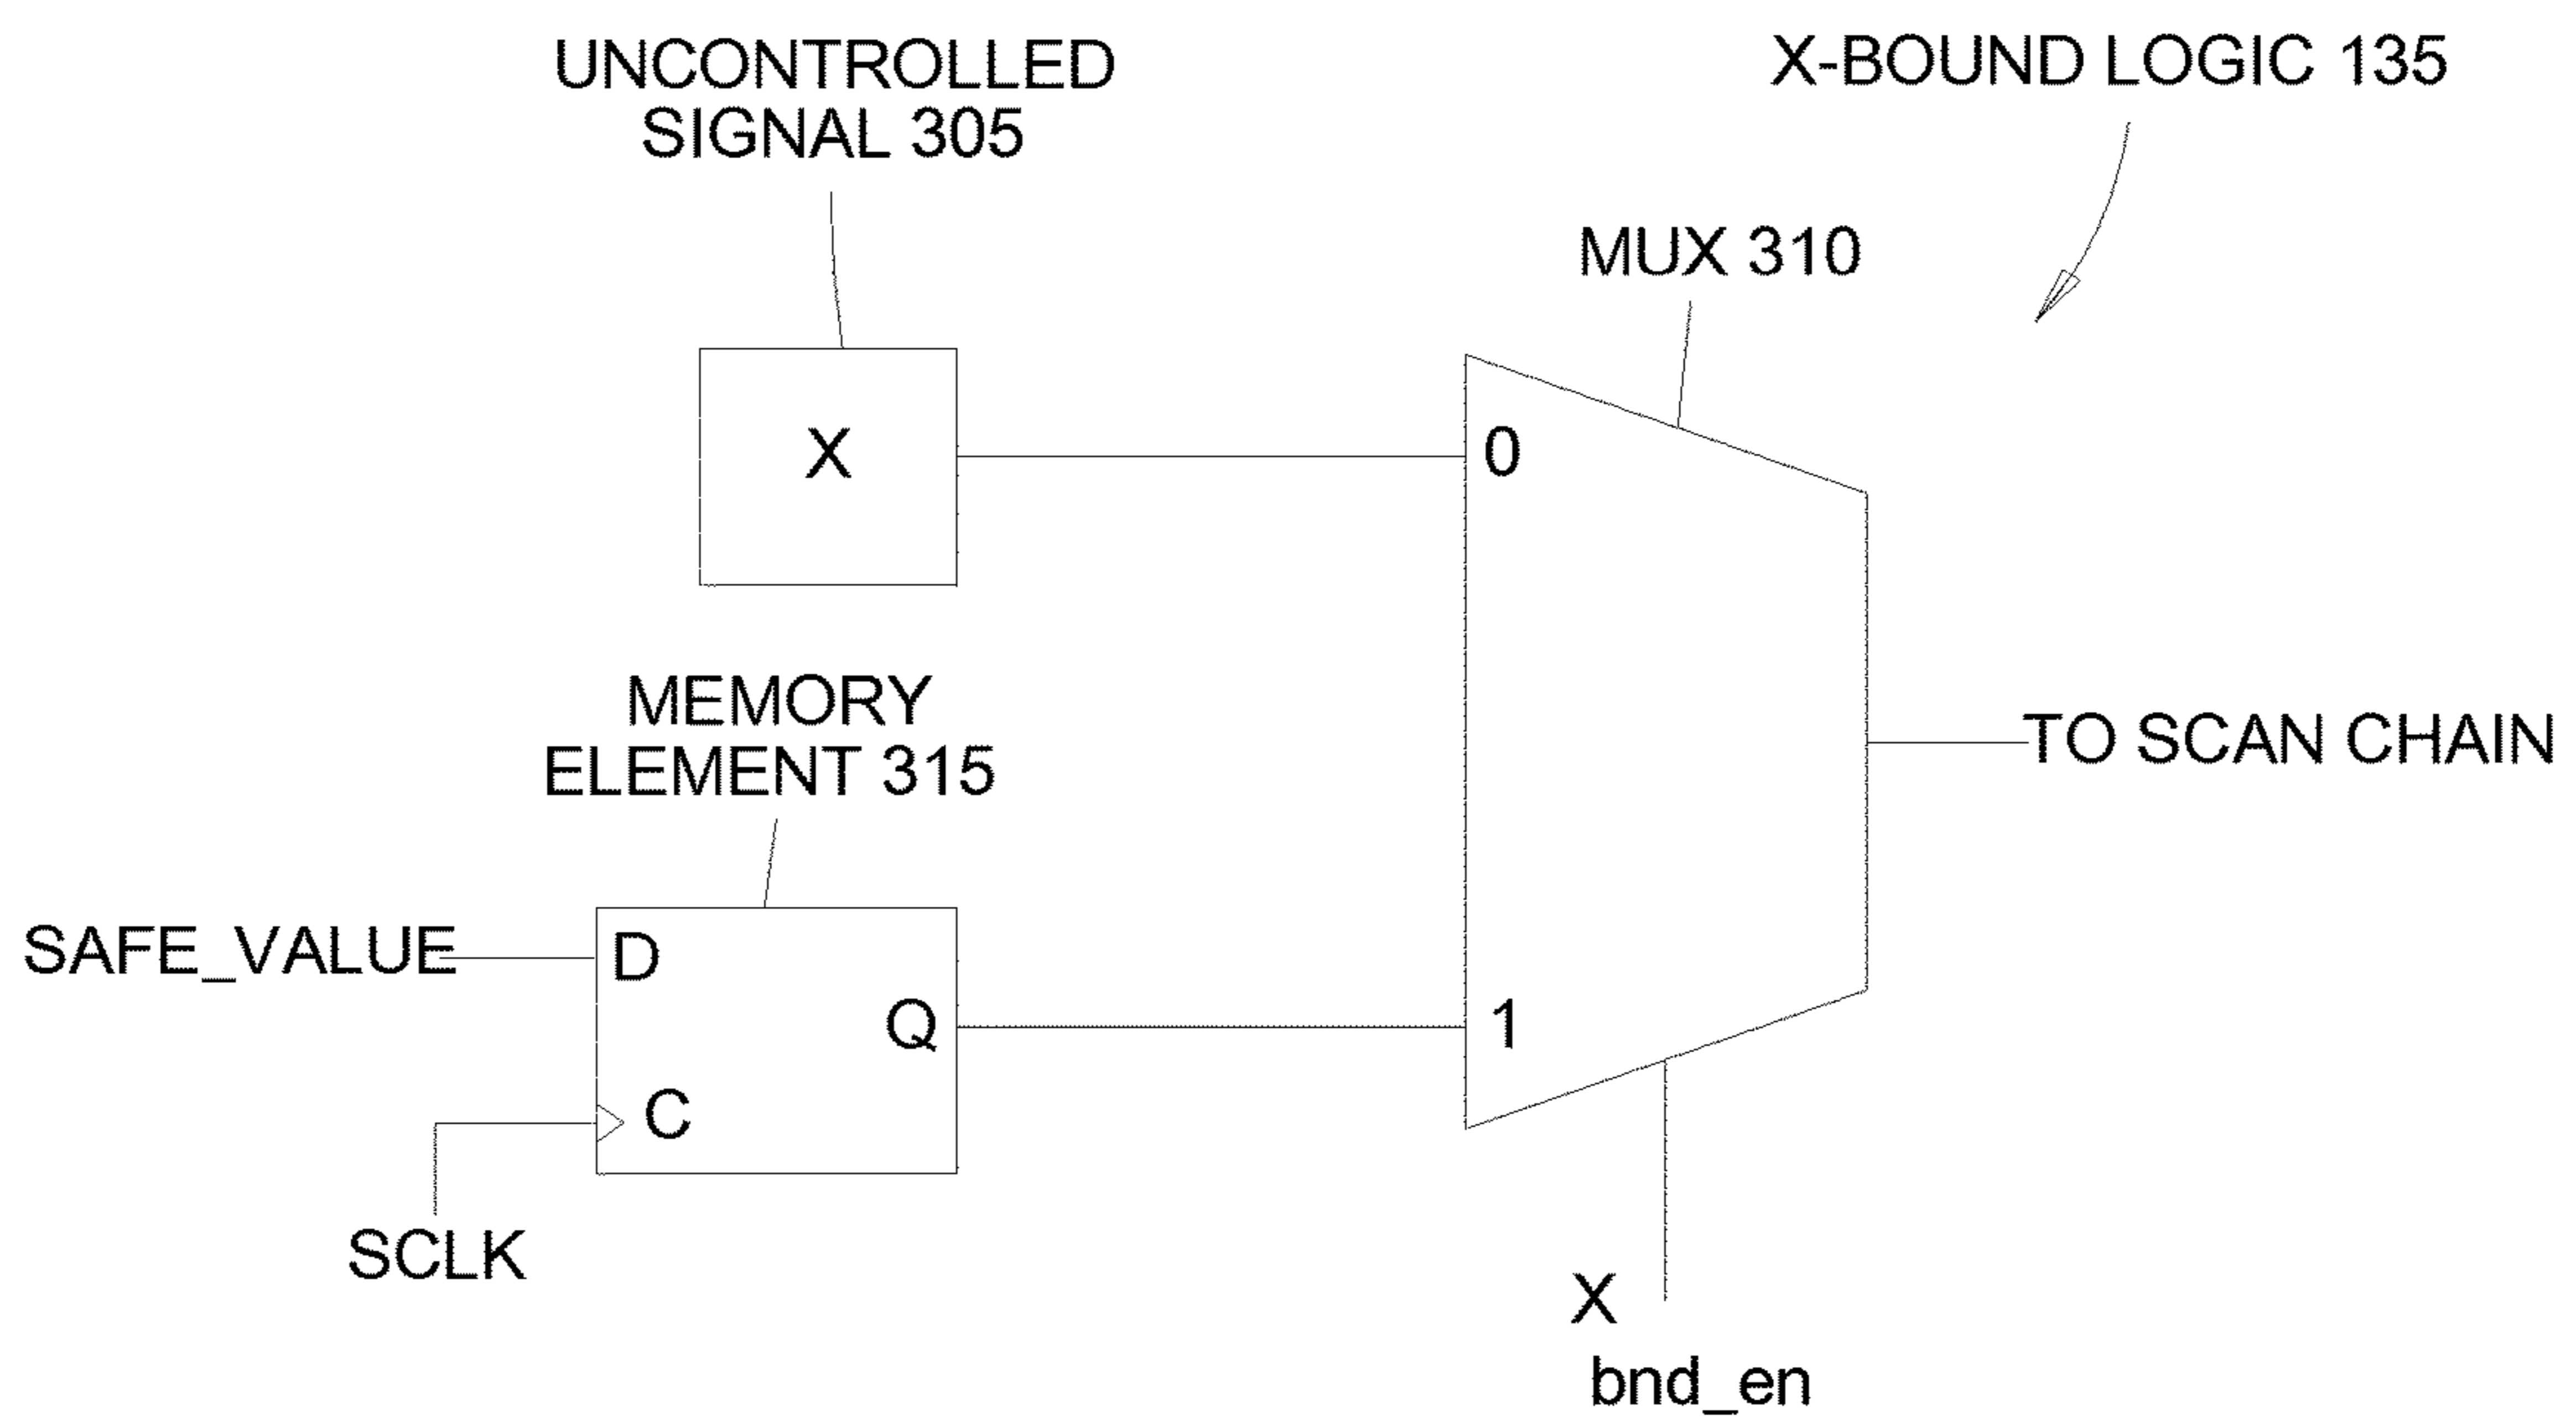 UNCONTROLLED
SIGNAL 305
X-BOUND LOGIC 135
MUX 310
X
0
MEMORY
ELEMENT 315
TO SCAN CHAIN
SAFE_VALUE
D
Q
1
C
SCLK
X
bnd_en